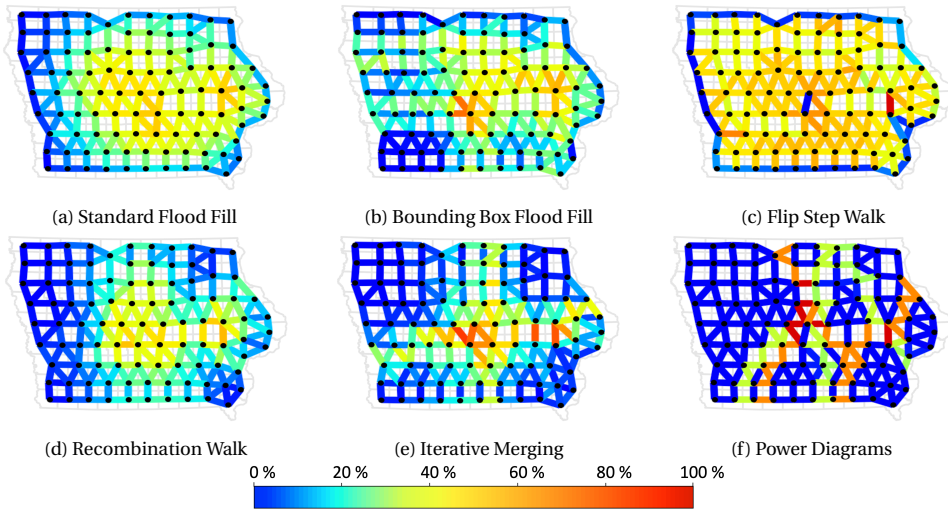 (a) Standard Flood Fill
(b) Bounding Box Flood Fill
(c) Flip Step Walk
(d) Recombination Walk
(e) Iterative Merging
(f) Power Diagrams
0 % 20 % 40 % 60 % 80 % 100 %